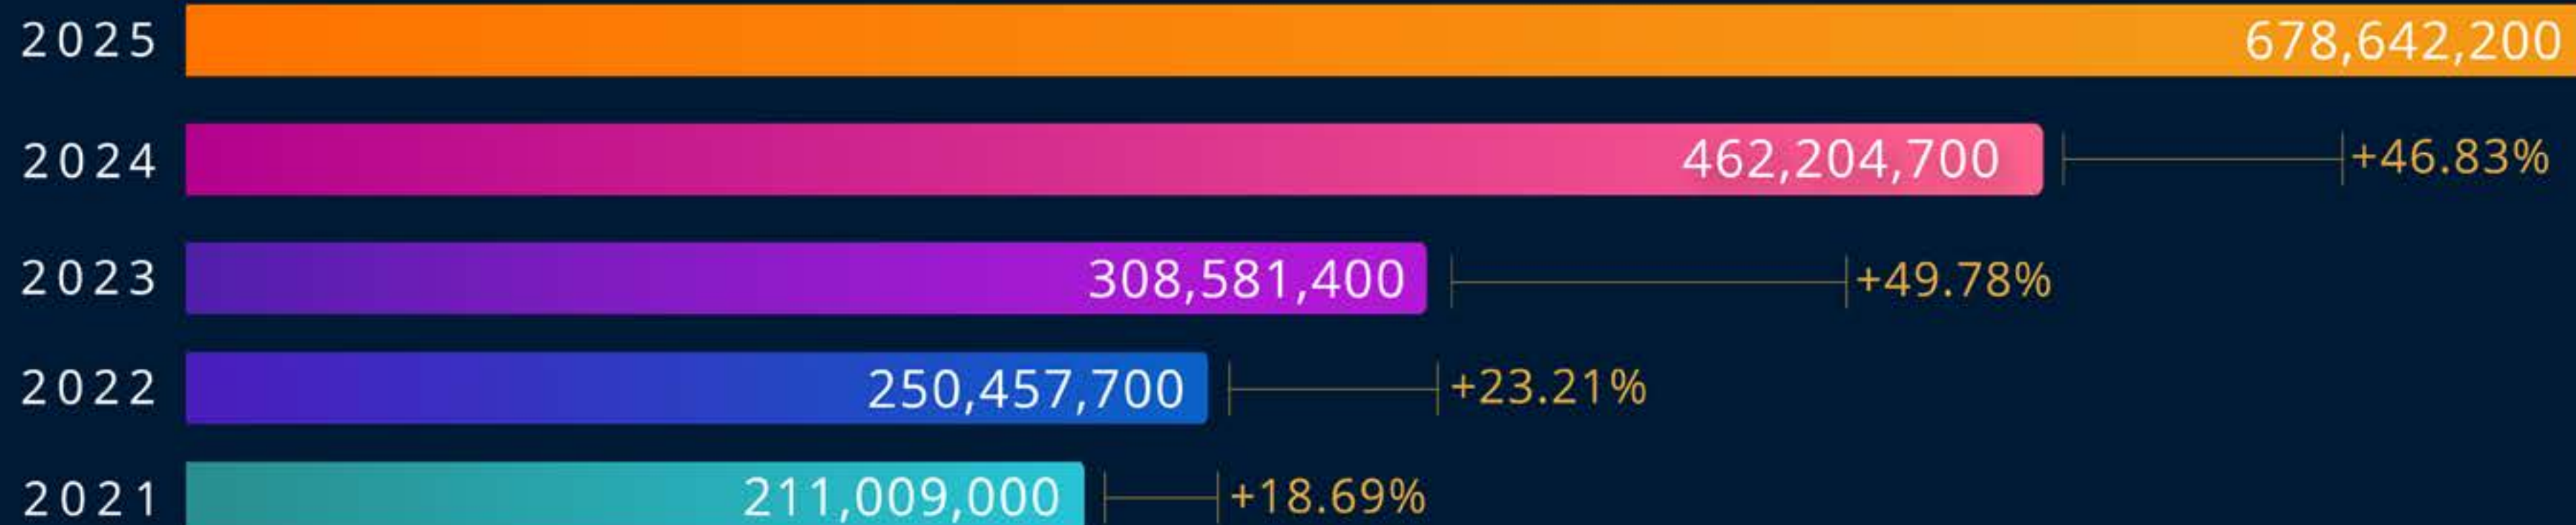 2025 678,642,200
2024 462,204,700 +46.83%
2023 308,581,400 +49.78%
2022 250,457,700 +23.21%
2021 211,009,000 +18.69%